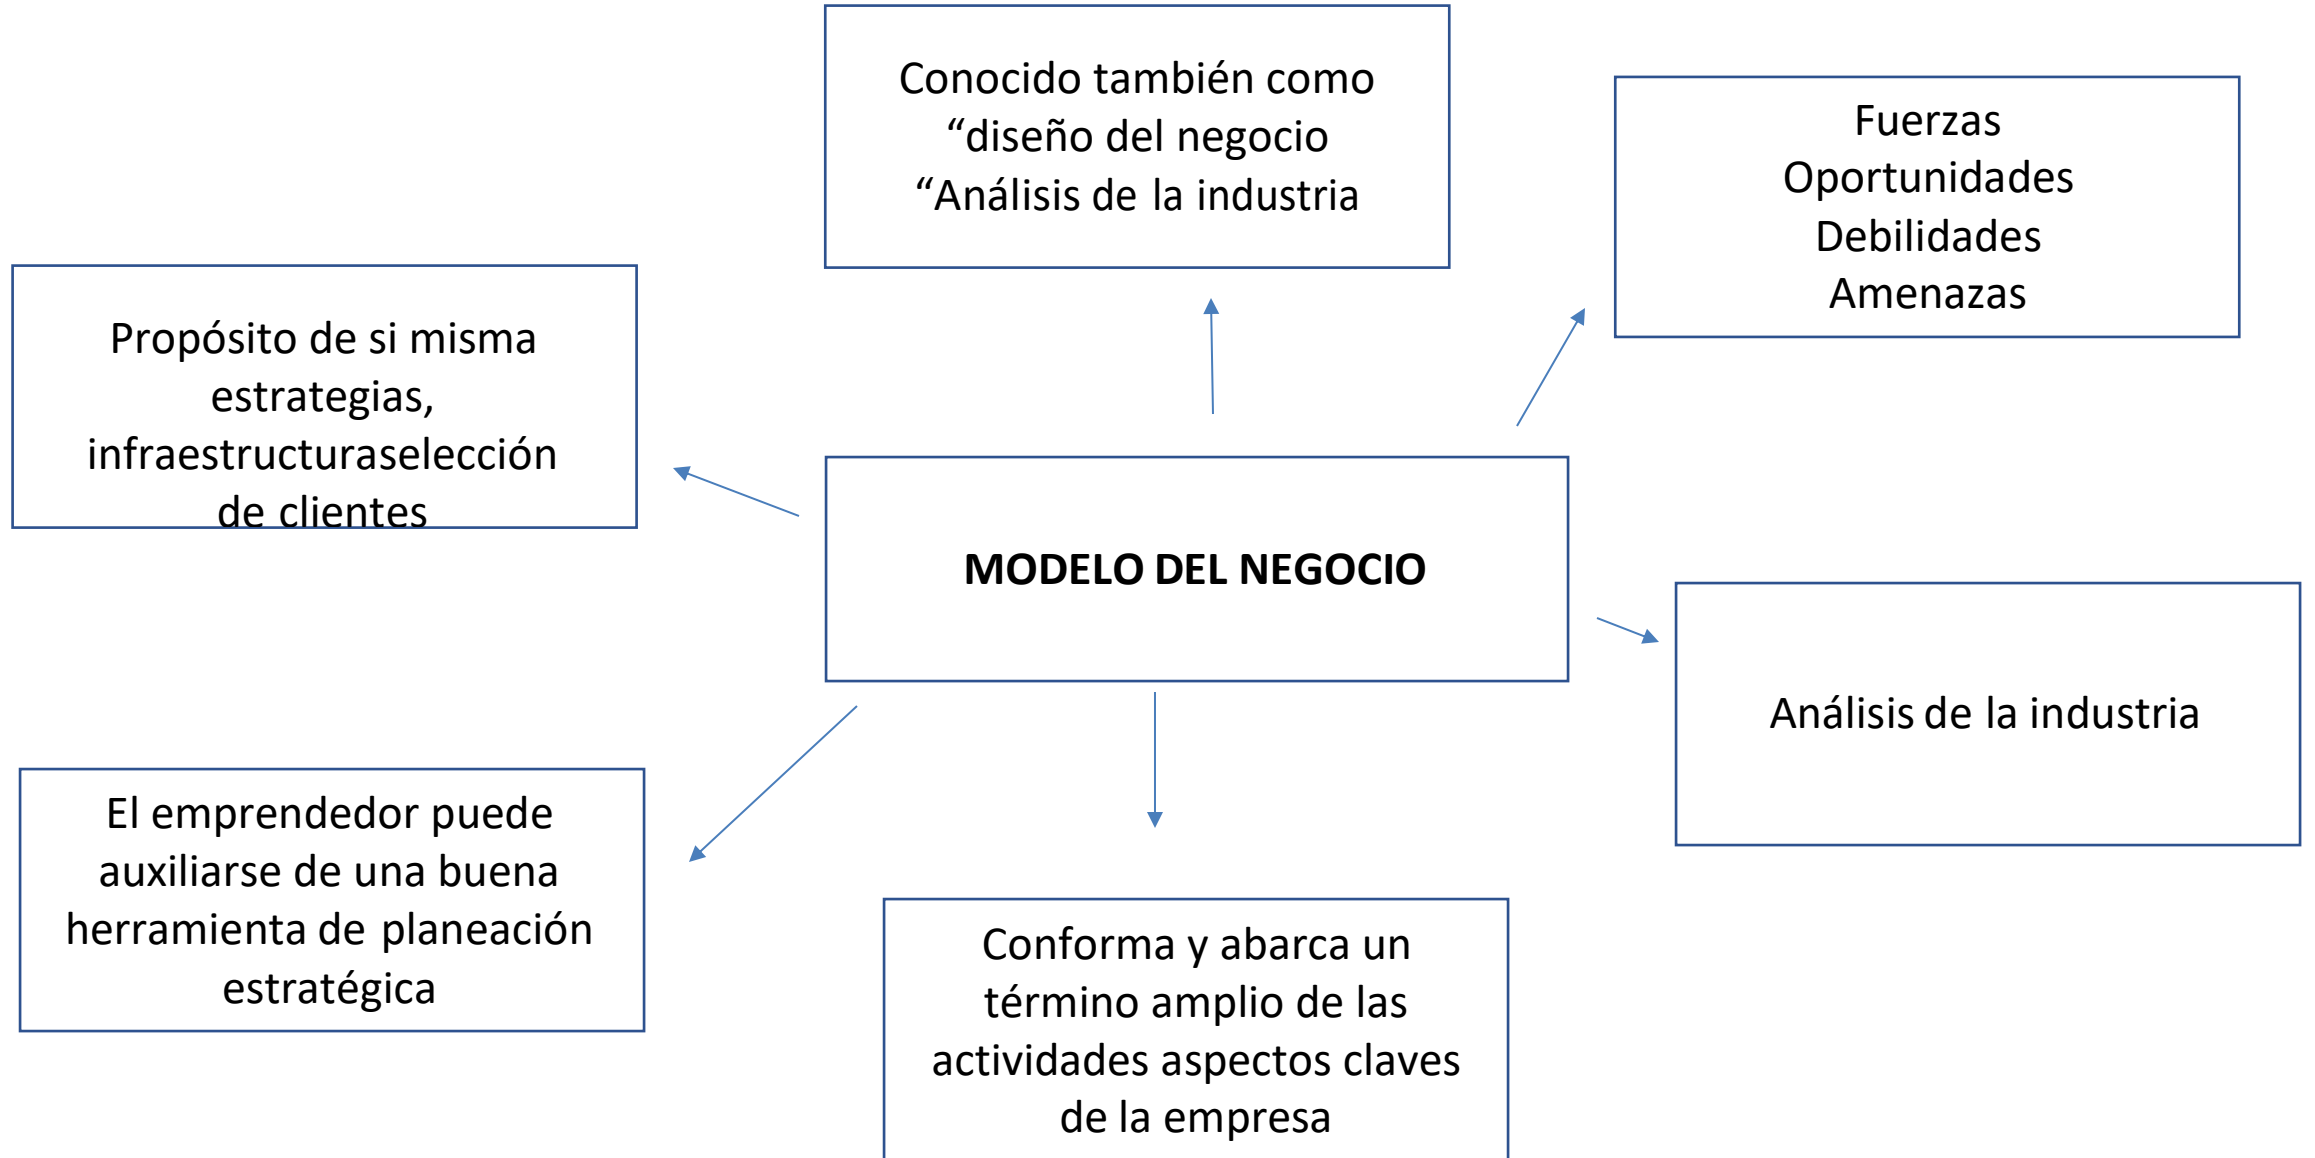 Conocido también como
“diseño del negocio
“Análisis de la industria
Fuerzas
Oportunidades
Debilidades
Amenazas
Propósito de si misma
estrategias,
infraestructuraselección
de clientes
MODELO DEL NEGOCIO
Análisis de la industria
El emprendedor puede
auxiliarse de una buena
herramienta de planeación
estratégica
Conforma y abarca un
término amplio de las
actividades aspectos claves
de la empresa